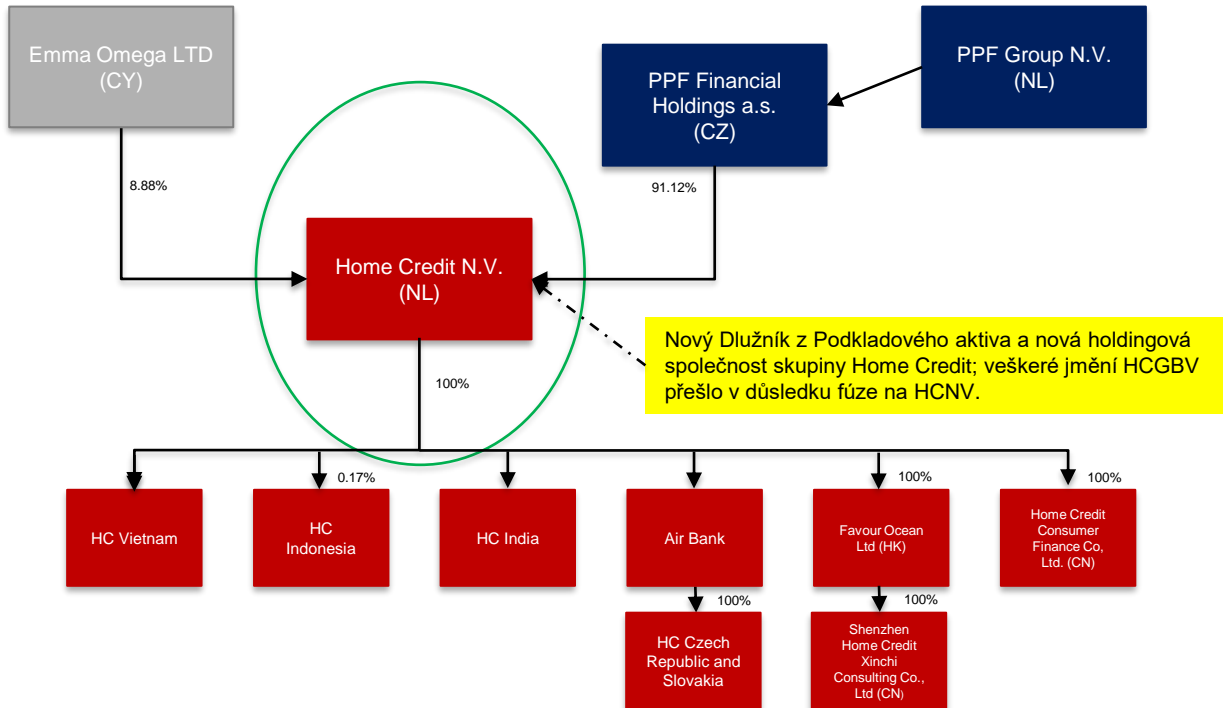 Emma Omega LTD
(CY)
PPF Financial
Holdings a.s.
(CZ)
PPF Group N.V.
(NL)
8.88%
91.12%
Home Credit N.V.
(NL)
Nový Dlužník z Podkladového aktiva a nová holdingová
společnost skupiny Home Credit; veškeré jmění HCGBV
přešlo v důsledku fúze na HCNV.
100%
0.17%
100%
100%
HC Vietnam
HC
Indonesia
HC India
Air Bank
Favour Ocean
Ltd (HK)
Home Credit
Consumer
Finance Co,
Ltd. (CN)
100%
100%
HC Czech
Republic and
Slovakia
Shenzhen
Home Credit
Xinchi
Consulting Co.,
Ltd (CN)